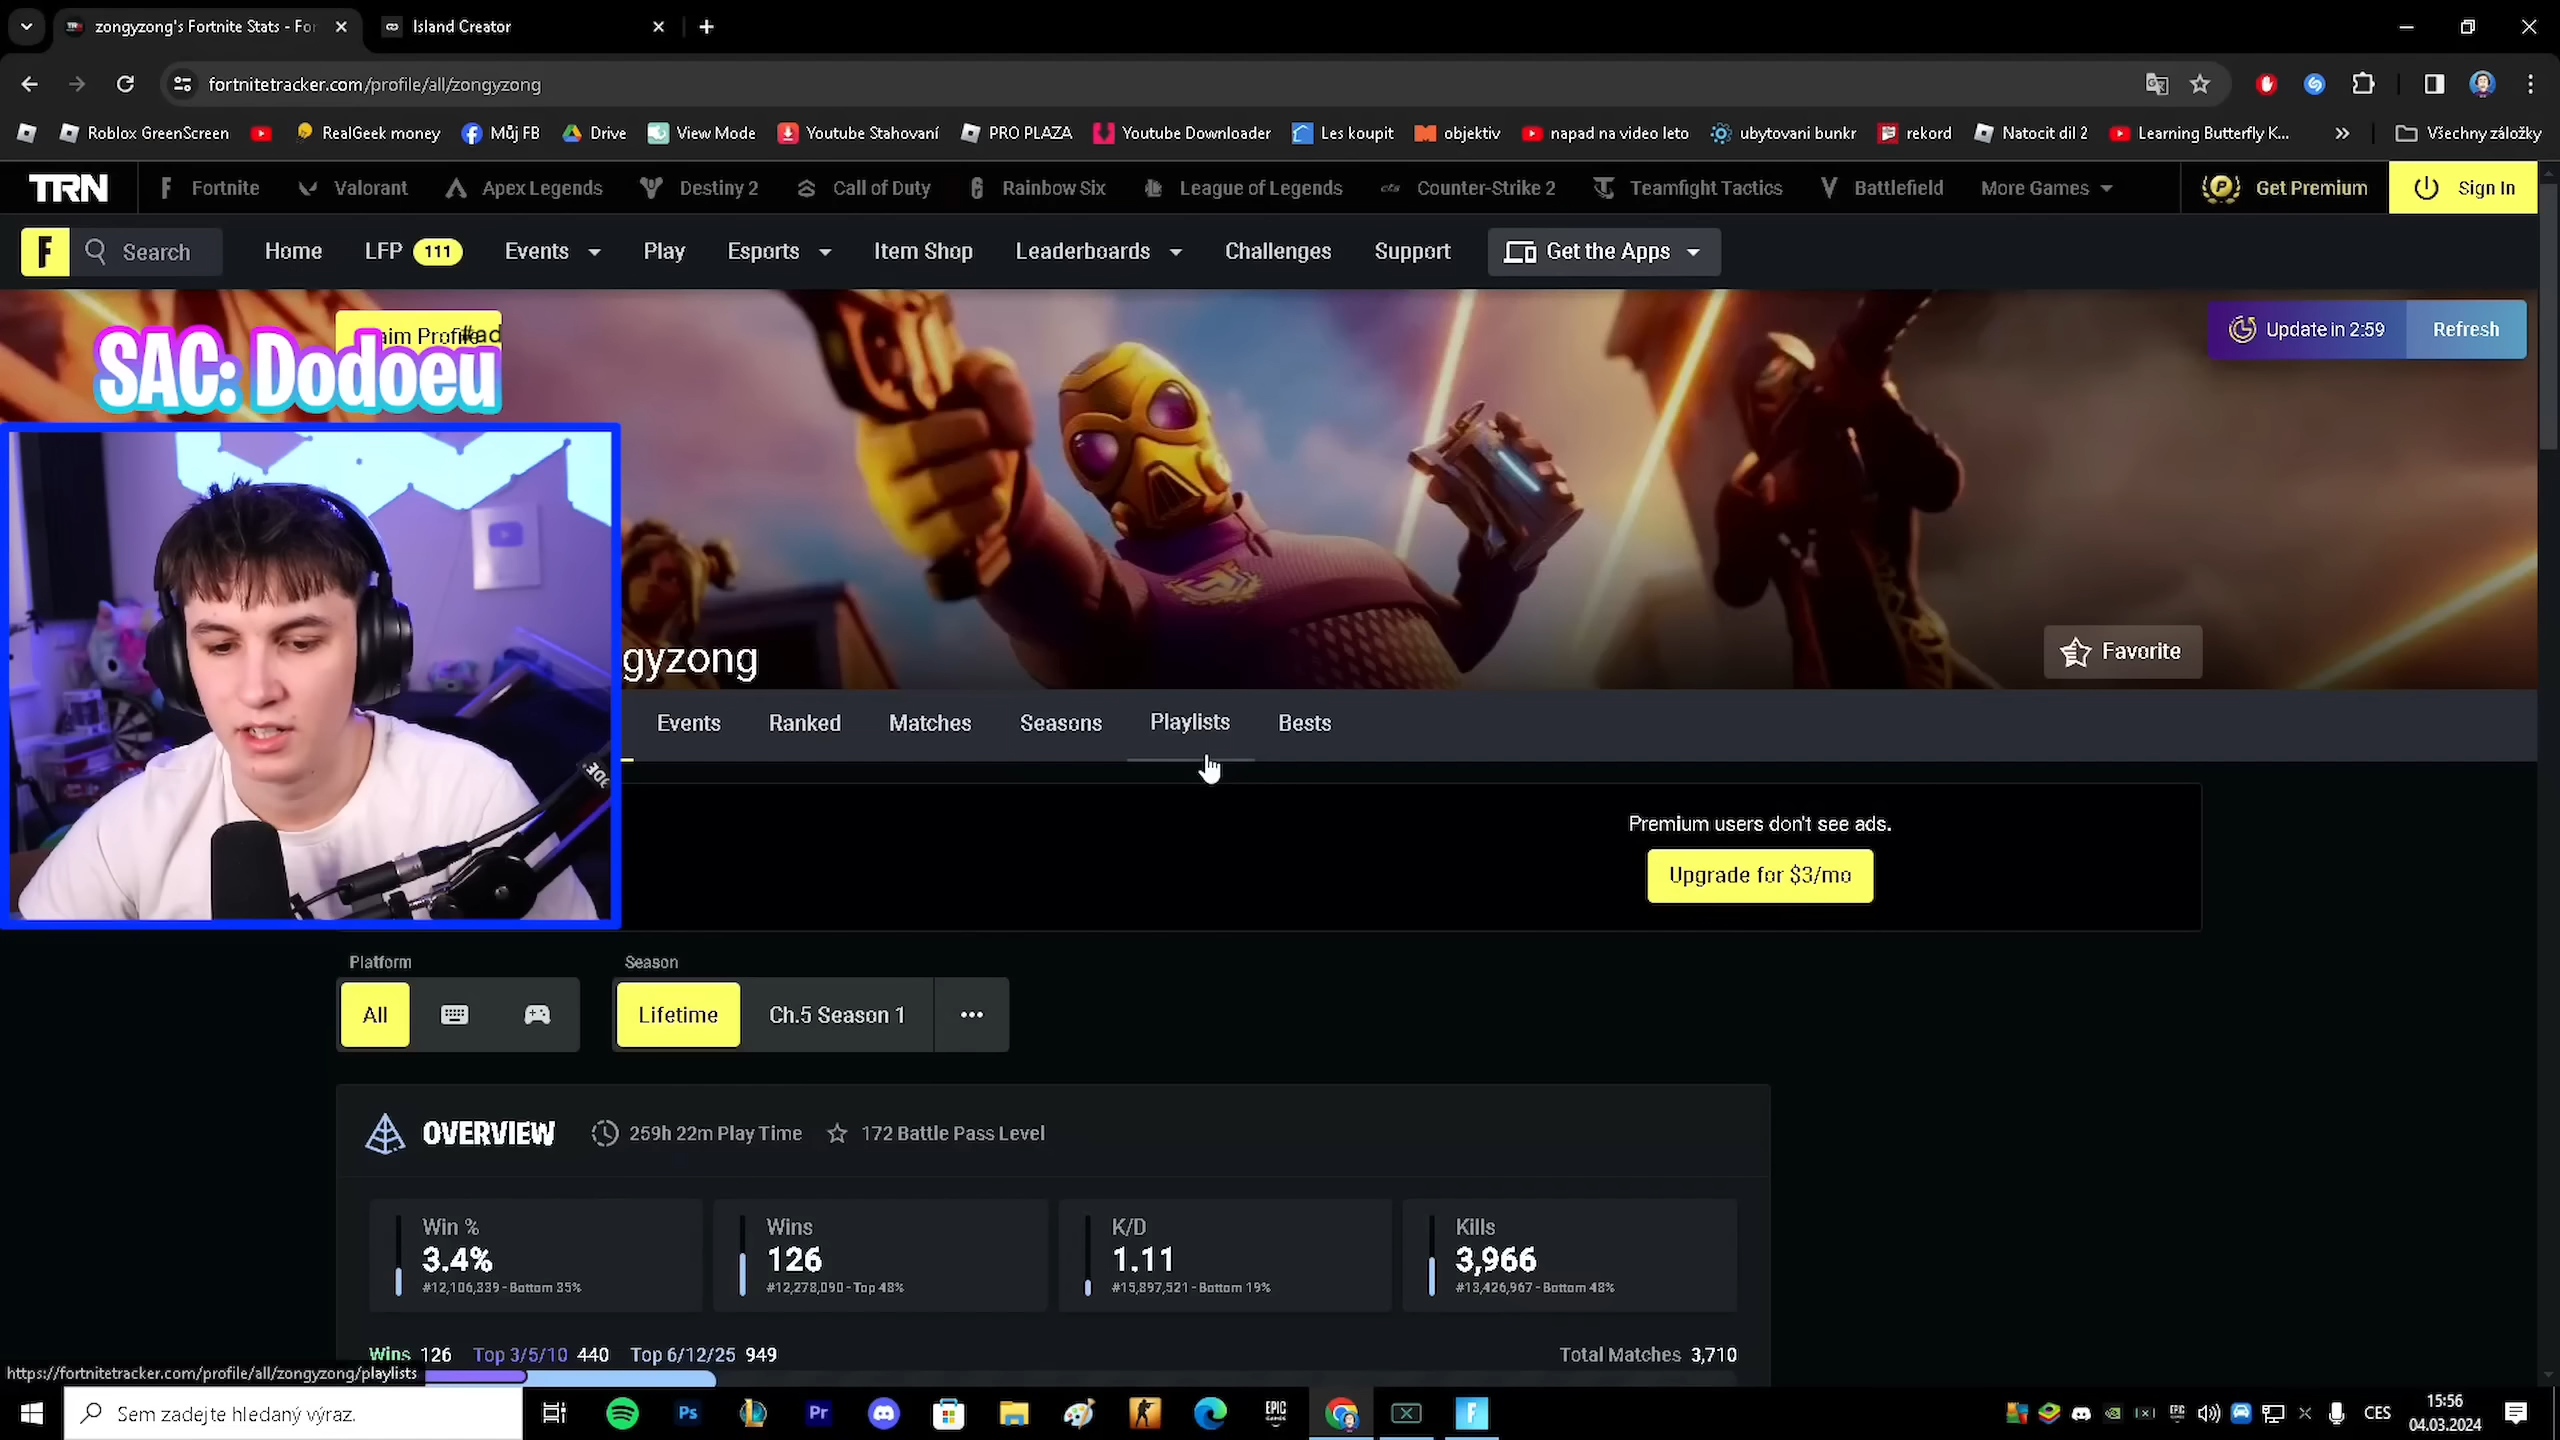 zongyzong's Fortnite Stats - For
Island Creator
fortnitetracker.com/profile/all/zongyzong
Roblox GreenScreen
RealGeek money
Můj FB
Drive
View Mode
Youtube Stahovaní
PRO PLAZA
Youtube Downloader
Les koupit
objektiv
napad na video leto
ubytovani bunkr
rekord
Natocit dil 2
Learning Butterfly K...
Všechny záložky
TRN
Fortnite
Valorant
Apex Legends
Destiny 2
Call of Duty
Rainbow Six
League of Legends
Counter-Strike 2
Teamfight Tactics
Battlefield
More Games
Get Premium
Sign In
F
Search
Home
LFP 111
Events
Play
Esports
Item Shop
Leaderboards
Challenges
Support
Get the Apps
aim Profile
#ad
SAC: Dodoeu
Update in 2:59
Refresh
gyzong
Favorite
Events
Ranked
Matches
Seasons
Playlists
Bests
Premium users don't see ads.
Upgrade for $3/mo
Platform
Season
All
Lifetime
Ch.5 Season 1
OVERVIEW
259h 22m Play Time
172 Battle Pass Level
Win %
3.4%
#12,106,339 - Bottom 35%
Wins
126
#12,278,090 - Top 48%
K/D
1.11
#15,897,521 - Bottom 19%
Kills
3,966
#13,426,967 - Bottom 48%
Wins 126
Top 3/5/10 440
Top 6/12/25 949
Total Matches 3,710
https://fortnitetracker.com/profile/all/zongyzong/playlists
Sem zadejte hledaný výraz.
Ps
Pr
EPIC GAMES
F
CES
15:56
04.03.2024